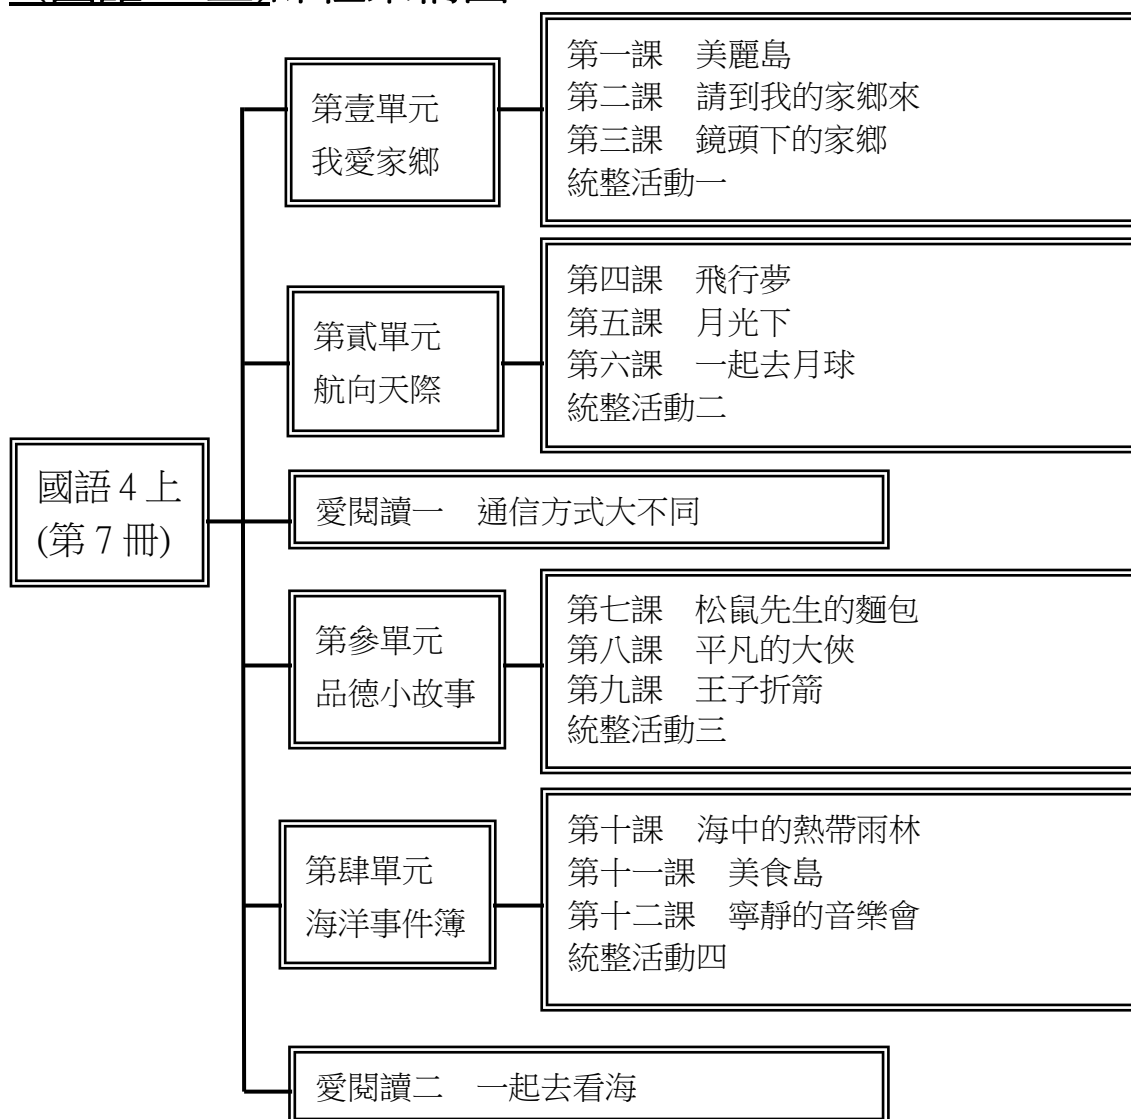 國語4上
(第7冊)
第壹單元
我愛家鄉
第一課 美麗島
第二課 請到我的家鄉來
第三課 鏡頭下的家鄉
統整活動一
第貳單元
航向天際
第四課 飛行夢
第五課 月光下
第六課 一起去月球
統整活動二
愛閱讀一 通信方式大不同
第參單元
品德小故事
第七課 松鼠先生的麵包
第八課 平凡的大俠
第九課 王子折箭
統整活動三
第肆單元
海洋事件簿
第十課 海中的熱帶雨林
第十一課 美食島
第十二課 寧靜的音樂會
統整活動四
愛閱讀二 一起去看海